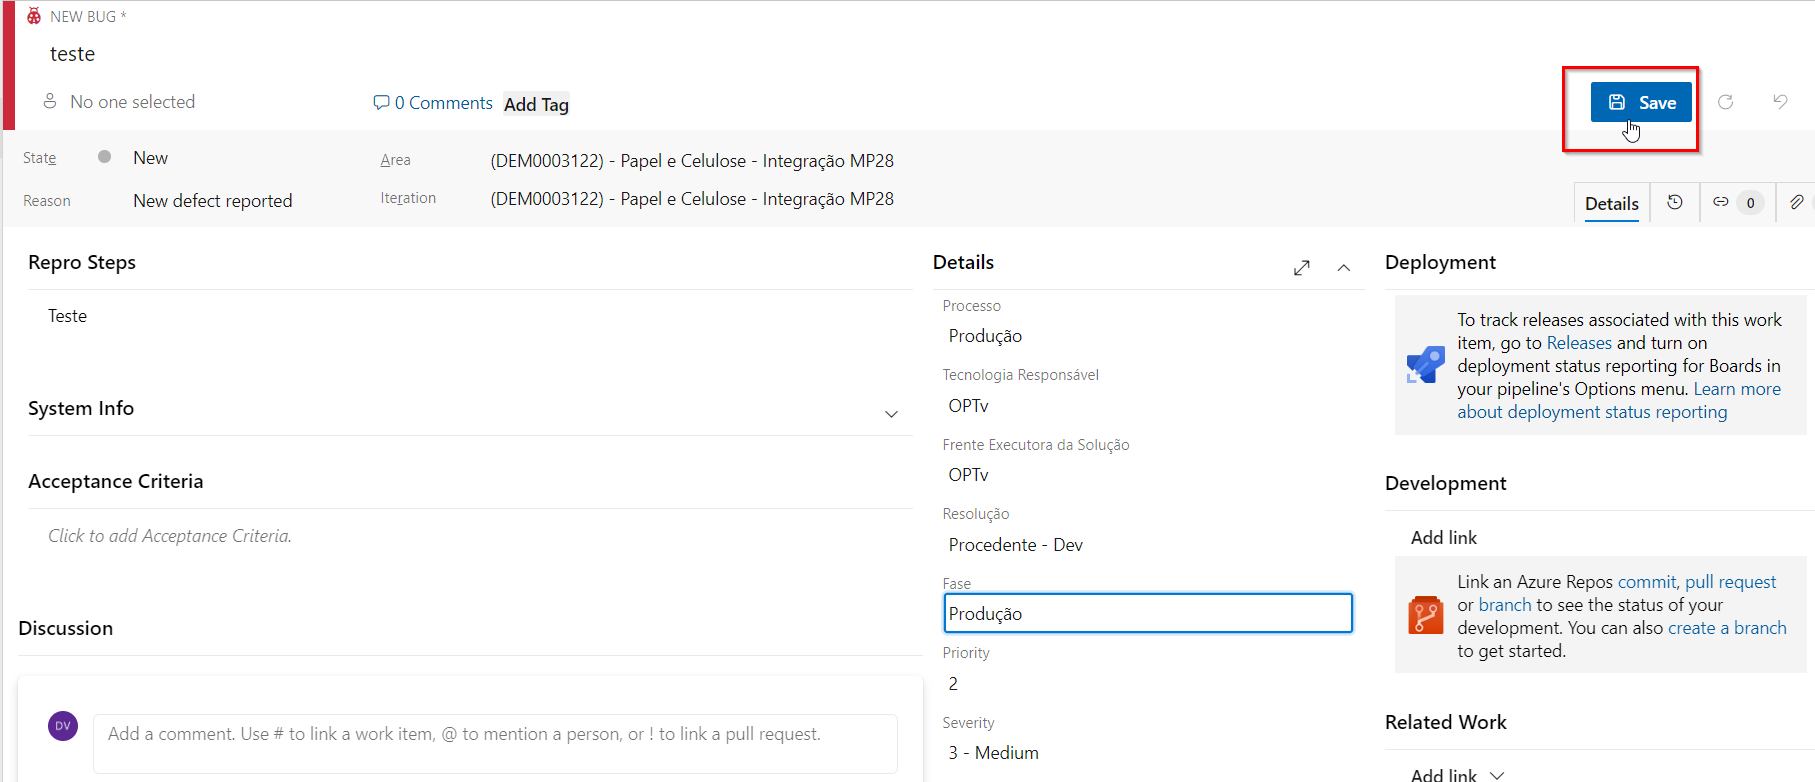 NEW BUG *
teste
No one selected
0 Comments
Add Tag
Save
State
New
Area
(DEM0003122) - Papel e Celulose - Integração MP28
Reason
New defect reported
Iteration
(DEM0003122) - Papel e Celulose - Integração MP28
Details
0
Repro Steps
Teste
System Info
Acceptance Criteria
Click to add Acceptance Criteria.
Discussion
DV
Add a comment. Use # to link a work item, @ to mention a person, or ! to link a pull request.
Details
Processo
Produção
Tecnologia Responsável
OPTv
Frente Executora da Solução
OPTv
Resolução
Procedente - Dev
Fase
Produção
Priority
2
Severity
3 - Medium
Deployment
To track releases associated with this work
item, go to Releases and turn on
deployment status reporting for Boards in
your pipeline's Options menu. Learn more
about deployment status reporting
Development
Add link
Link an Azure Repos commit, pull request
or branch to see the status of your
development. You can also create a branch
to get started.
Related Work
Add link